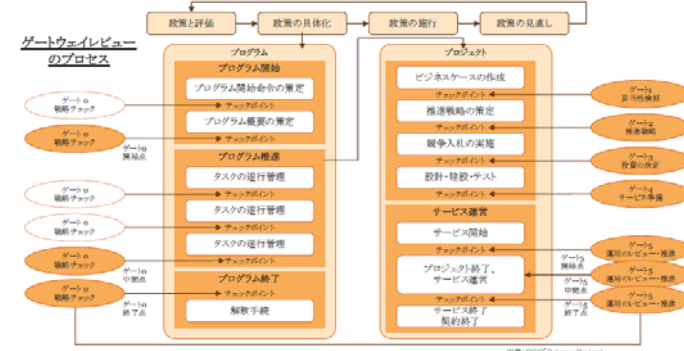 政策と評価
政策の具体化
政策の施行
政策の見直し
ゲートウェイレビュー
のプロセス
プログラム
プログラム開始
プログラム開始命令の策定
チェックポイント
プログラム概要の策定
チェックポイント
プログラム推進
タスクの遂行管理
チェックポイント
タスクの遂行管理
チェックポイント
タスクの遂行管理
チェックポイント
プログラム終了
チェックポイント
解散手続
ゲート0
戦略チェック
ゲート0
戦略チェック
ゲート0
開始点
ゲート0
戦略チェック
ゲート0
戦略チェック
ゲート0
戦略チェック
ゲート0
中間点
ゲート0
戦略チェック
ゲート0
終了点
プロジェクト
ビジネスケースの作成
チェックポイント
推進戦略の策定
チェックポイント
競争入札の実施
チェックポイント
設計・建設・テスト
チェックポイント
サービス運営
サービス開始
チェックポイント
プロジェクト終了、
サービス運営
チェックポイント
サービス終了
契約終了
ゲート1
妥当性検証
ゲート2
推進戦略
ゲート3
投資の決定
ゲート4
サービス準備
ゲート5
開始点
ゲート5
運用のレビュー・推進
ゲート5
中間点
ゲート5
運用のレビュー・推進
ゲート5
終了点
ゲート5
運用のレビュー・推進